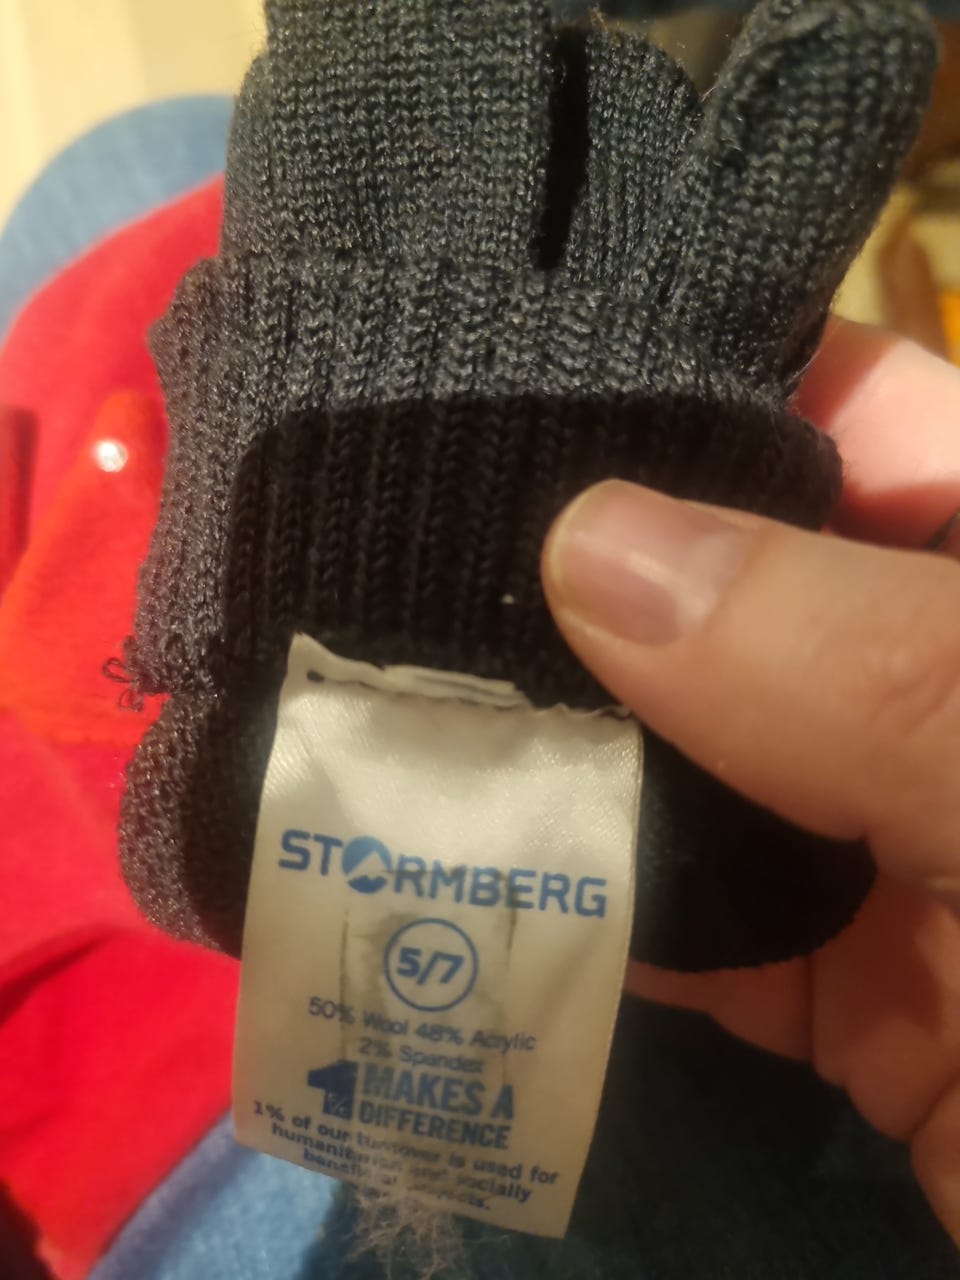 STORMBERG
5/7
50% Wool 48% Acrylic
2% Spandex
1% MAKES A
DIFFERENCE
1% of our turnover is used for
humanitarian and socially
beneficial projects.